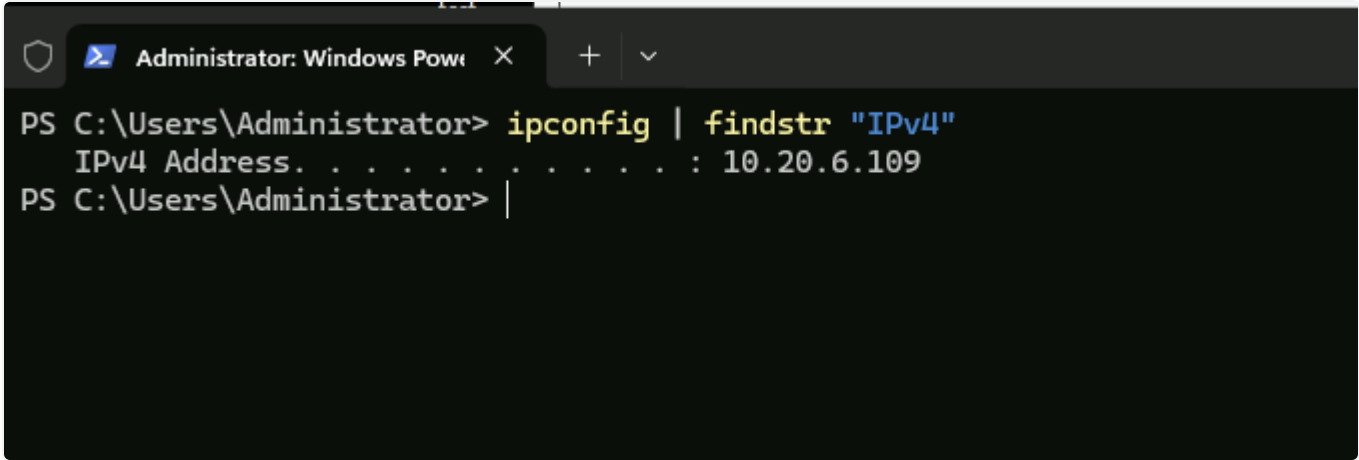 Administrator: Windows Powe
PS C:\Users\Administrator> ipconfig | findstr "IPv4"
   IPv4 Address. . . . . . . . . . . : 10.20.6.109
PS C:\Users\Administrator>